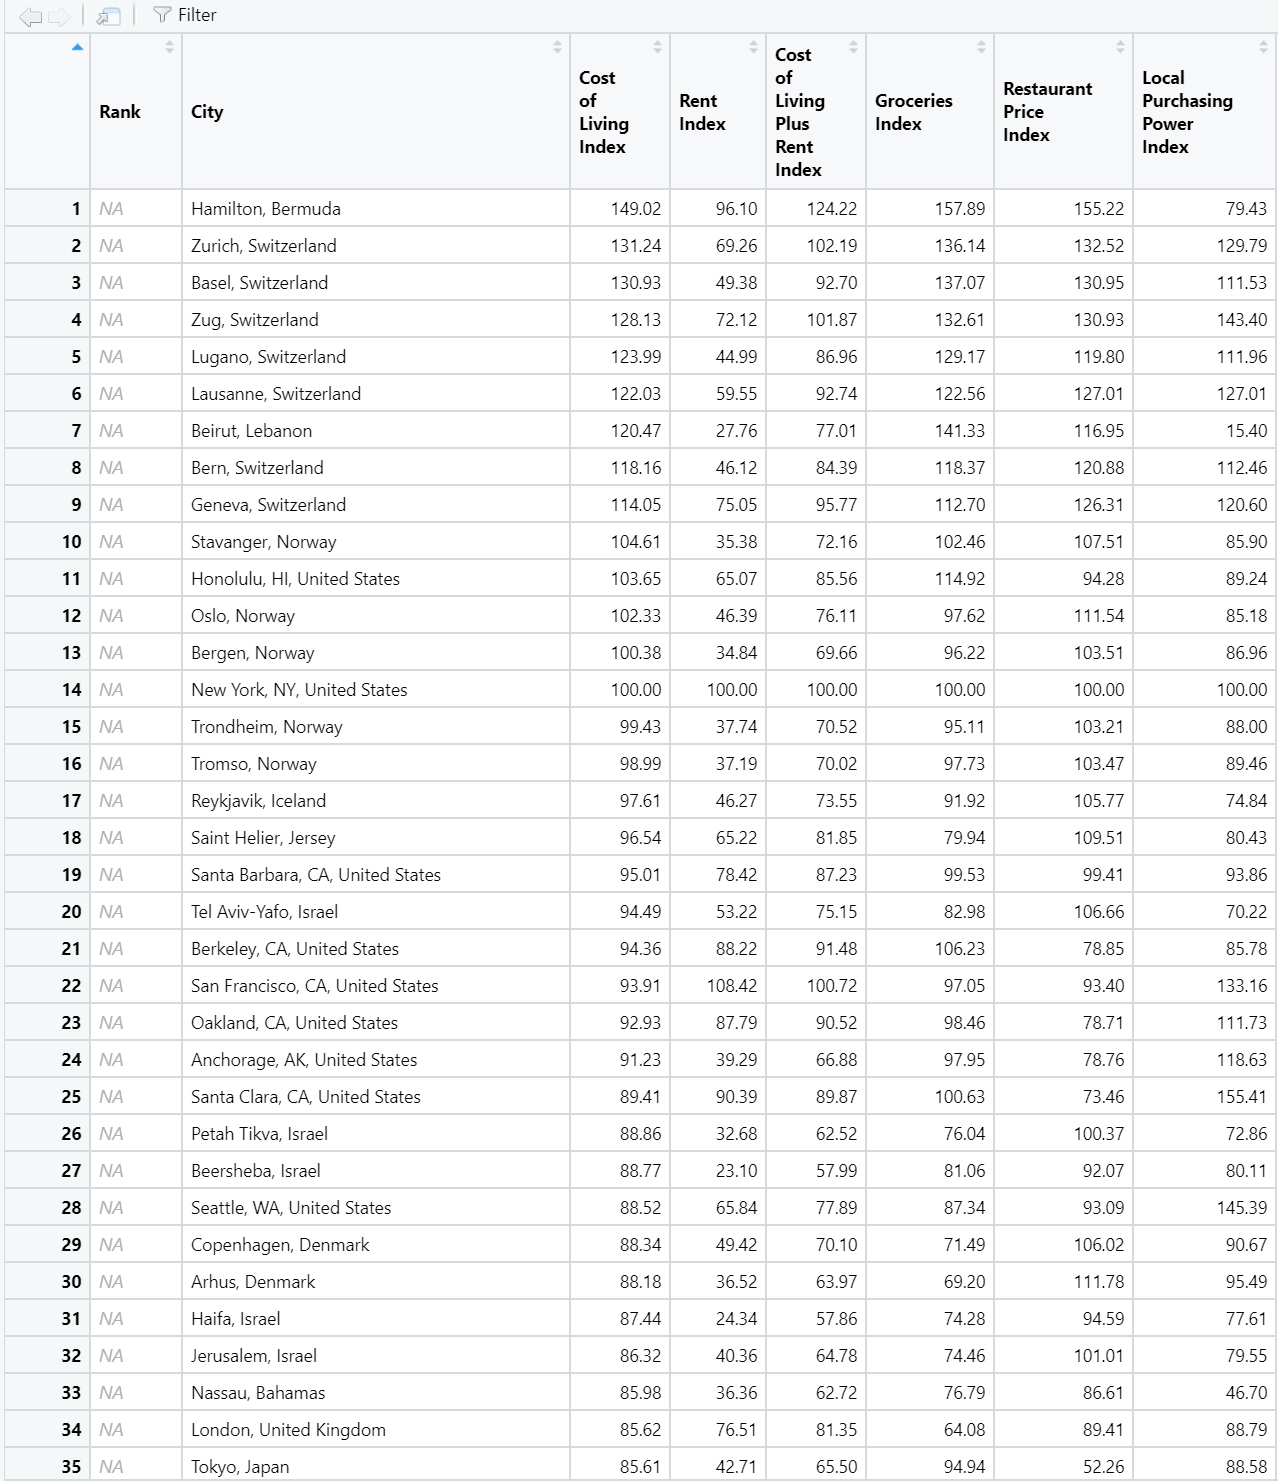 Filter
Rank City Cost of Living Index Rent Index Cost of Living Plus Rent Index Groceries Index Restaurant Price Index Local Purchasing Power Index
1 NA Hamilton, Bermuda 149.02 96.10 124.22 157.89 155.22 79.43
2 NA Zurich, Switzerland 131.24 69.26 102.19 136.14 132.52 129.79
3 NA Basel, Switzerland 130.93 49.38 92.70 137.07 130.95 111.53
4 NA Zug, Switzerland 128.13 72.12 101.87 132.61 130.93 143.40
5 NA Lugano, Switzerland 123.99 44.99 86.96 129.17 119.80 111.96
6 NA Lausanne, Switzerland 122.03 59.55 92.74 122.56 127.01 127.01
7 NA Beirut, Lebanon 120.47 27.76 77.01 141.33 116.95 15.40
8 NA Bern, Switzerland 118.16 46.12 84.39 118.37 120.88 112.46
9 NA Geneva, Switzerland 114.05 75.05 95.77 112.70 126.31 120.60
10 NA Stavanger, Norway 104.61 35.38 72.16 102.46 107.51 85.90
11 NA Honolulu, HI, United States 103.65 65.07 85.56 114.92 94.28 89.24
12 NA Oslo, Norway 102.33 46.39 76.11 97.62 111.54 85.18
13 NA Bergen, Norway 100.38 34.84 69.66 96.22 103.51 86.96
14 NA New York, NY, United States 100.00 100.00 100.00 100.00 100.00 100.00
15 NA Trondheim, Norway 99.43 37.74 70.52 95.11 103.21 88.00
16 NA Tromso, Norway 98.99 37.19 70.02 97.73 103.47 89.46
17 NA Reykjavik, Iceland 97.61 46.27 73.55 91.92 105.77 74.84
18 NA Saint Helier, Jersey 96.54 65.22 81.85 79.94 109.51 80.43
19 NA Santa Barbara, CA, United States 95.01 78.42 87.23 99.53 99.41 93.86
20 NA Tel Aviv-Yafo, Israel 94.49 53.22 75.15 82.98 106.66 70.22
21 NA Berkeley, CA, United States 94.36 88.22 91.48 106.23 78.85 85.78
22 NA San Francisco, CA, United States 93.91 108.42 100.72 97.05 93.40 133.16
23 NA Oakland, CA, United States 92.93 87.79 90.52 98.46 78.71 111.73
24 NA Anchorage, AK, United States 91.23 39.29 66.88 97.95 78.76 118.63
25 NA Santa Clara, CA, United States 89.41 90.39 89.87 100.63 73.46 155.41
26 NA Petah Tikva, Israel 88.86 32.68 62.52 76.04 100.37 72.86
27 NA Beersheba, Israel 88.77 23.10 57.99 81.06 92.07 80.11
28 NA Seattle, WA, United States 88.52 65.84 77.89 87.34 93.09 145.39
29 NA Copenhagen, Denmark 88.34 49.42 70.10 71.49 106.02 90.67
30 NA Arhus, Denmark 88.18 36.52 63.97 69.20 111.78 95.49
31 NA Haifa, Israel 87.44 24.34 57.86 74.28 94.59 77.61
32 NA Jerusalem, Israel 86.32 40.36 64.78 74.46 101.01 79.55
33 NA Nassau, Bahamas 85.98 36.36 62.72 76.79 86.61 46.70
34 NA London, United Kingdom 85.62 76.51 81.35 64.08 89.41 88.79
35 NA Tokyo, Japan 85.61 42.71 65.50 94.94 52.26 88.58